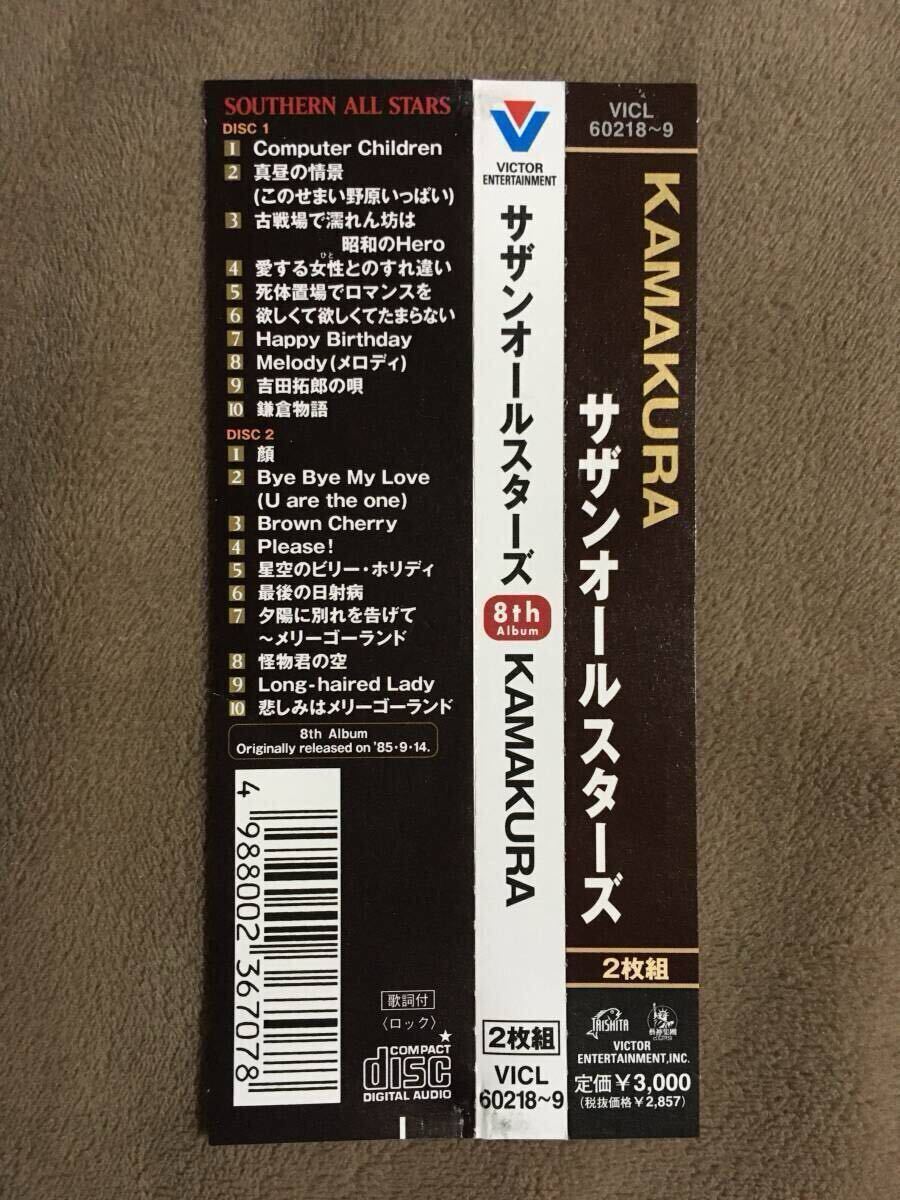 SOUTHERN ALL STARS
DISC 1
1 Computer Children
2 真昼の情景
(このせまい野原いっぱい)
3 古戦場で濡れん坊は
昭和のHero
ひと
4 愛する女性とのすれ違い
5 死体置場でロマンスを
6 欲しくて欲しくてたまらない
7 Happy Birthday
8 Melody(メロディ)
9 吉田拓郎の唄
10 鎌倉物語
DISC 2
1 顔
2 Bye Bye My Love
(U are the one)
3 Brown Cherry
4 Please!
5 星空のビリー・ホリディ
6 最後の日射病
7 夕陽に別れを告げて
～メリーゴーランド
8 怪物君の空
9 Long-haired Lady
10 悲しみはメリーゴーランド
8th Album
Originally released on '85・9・14.
4 988002 367078
歌詞付
〈ロック〉
COMPACT
disc
DIGITAL AUDIO
VICTOR
ENTERTAINMENT
サザンオールスターズ
8th
Album
KAMAKURA
2枚組
VICL
60218~9
VICL
60218~9
KAMAKURA
サザンオールスターズ
2枚組
TAISHITA
VICTOR
ENTERTAINMENT,INC.
定価￥3,000
(税抜価格￥2,857)